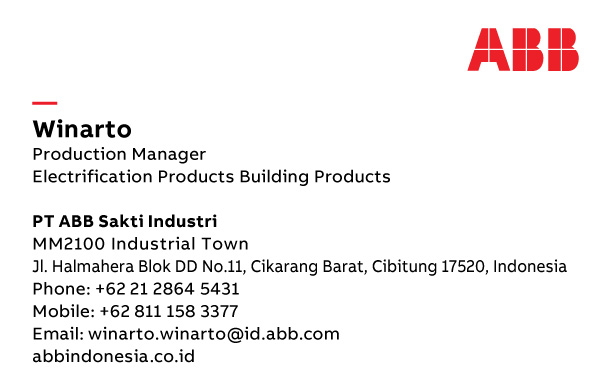 ABB
Winarto
Production Manager
Electrification Products Building Products
PT ABB Sakti Industri
MM2100 Industrial Town
Jl. Halmahera Blok DD No.11, Cikarang Barat, Cibitung 17520, Indonesia
Phone: +62 21 2864 5431
Mobile: +62 811 158 3377
Email: winarto.winarto@id.abb.com
abbindonesia.co.id